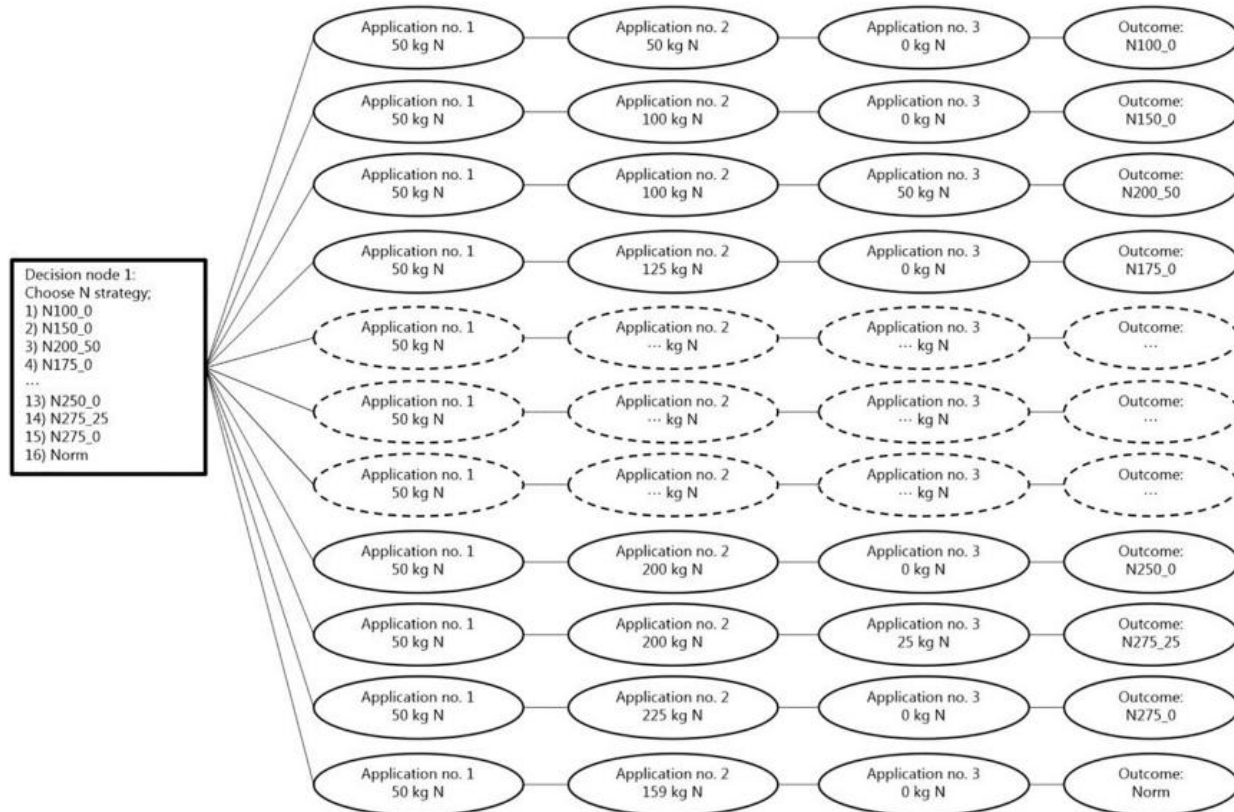 Application no. 1
50 kg N
Application no. 2
50 kg N
Application no. 3
0 kg N
Outcome:
N100_0
Application no. 1
50 kg N
Application no. 2
100 kg N
Application no. 3
0 kg N
Outcome:
N150_0
Application no. 1
50 kg N
Application no. 2
100 kg N
Application no. 3
50 kg N
Outcome:
N200_50
Application no. 1
50 kg N
Application no. 2
125 kg N
Application no. 3
0 kg N
Outcome:
N175_0
Decision node 1:
Choose N strategy;
1) N100_0
2) N150_0
3) N200_50
4) N175_0
...
13) N250_0
14) N275_25
15) N275_0
16) Norm
Application no. 1
50 kg N
Application no. 2
... kg N
Application no. 3
... kg N
Outcome:
...
Application no. 1
50 kg N
Application no. 2
... kg N
Application no. 3
... kg N
Outcome:
...
Application no. 1
50 kg N
Application no. 2
... kg N
Application no. 3
... kg N
Outcome:
...
Application no. 1
50 kg N
Application no. 2
200 kg N
Application no. 3
0 kg N
Outcome:
N250_0
Application no. 1
50 kg N
Application no. 2
200 kg N
Application no. 3
25 kg N
Outcome:
N275_25
Application no. 1
50 kg N
Application no. 2
225 kg N
Application no. 3
0 kg N
Outcome:
N275_0
Application no. 1
50 kg N
Application no. 2
159 kg N
Application no. 3
0 kg N
Outcome:
Norm